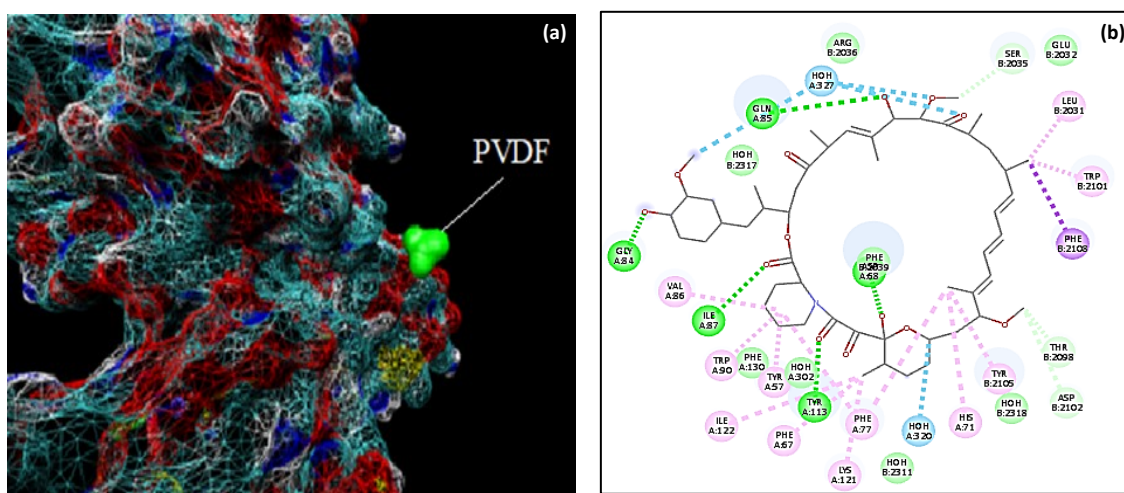 (a)
PVDF
(b)
ARG
B:2036
HOH
A:327
SER
B:2035
GLU
B:2032
GLN
A:85
LEU
B:2031
HOH
B:2317
TRP
B:2101
GLY
A:84
PHE
B:2108
PHE
A:68
VAL
A:86
ILE
A:87
TRP
A:90
PHE
A:130
TYR
A:57
HOH
A:302
TYR
A:113
THR
B:2098
TYR
B:2105
ASP
B:2102
HOH
B:2318
ILE
A:122
PHE
A:67
PHE
A:77
HOH
A:320
HIS
A:71
LYS
A:121
HOH
B:2311
N